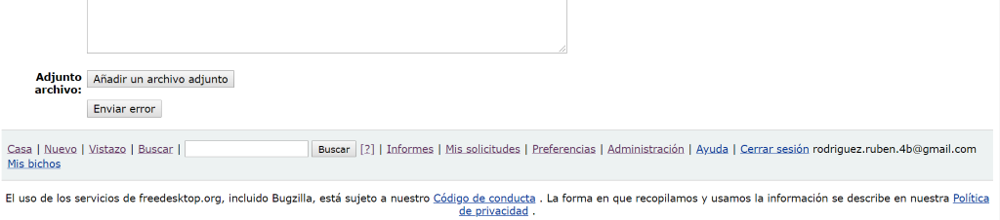 Adjunto
archivo:
Añadir un archivo adjunto
Enviar error
Casa | Nuevo | Vistazo | Buscar | Buscar [?] | Informes | Mis solicitudes | Preferencias | Administración | Ayuda | Cerrar sesión rodriguez.ruben.4b@gmail.com
Mis bichos
El uso de los servicios de freedesktop.org, incluido Bugzilla, está sujeto a nuestro Código de conducta . La forma en que recopilamos y usamos la información se describe en nuestra Política
de privacidad .